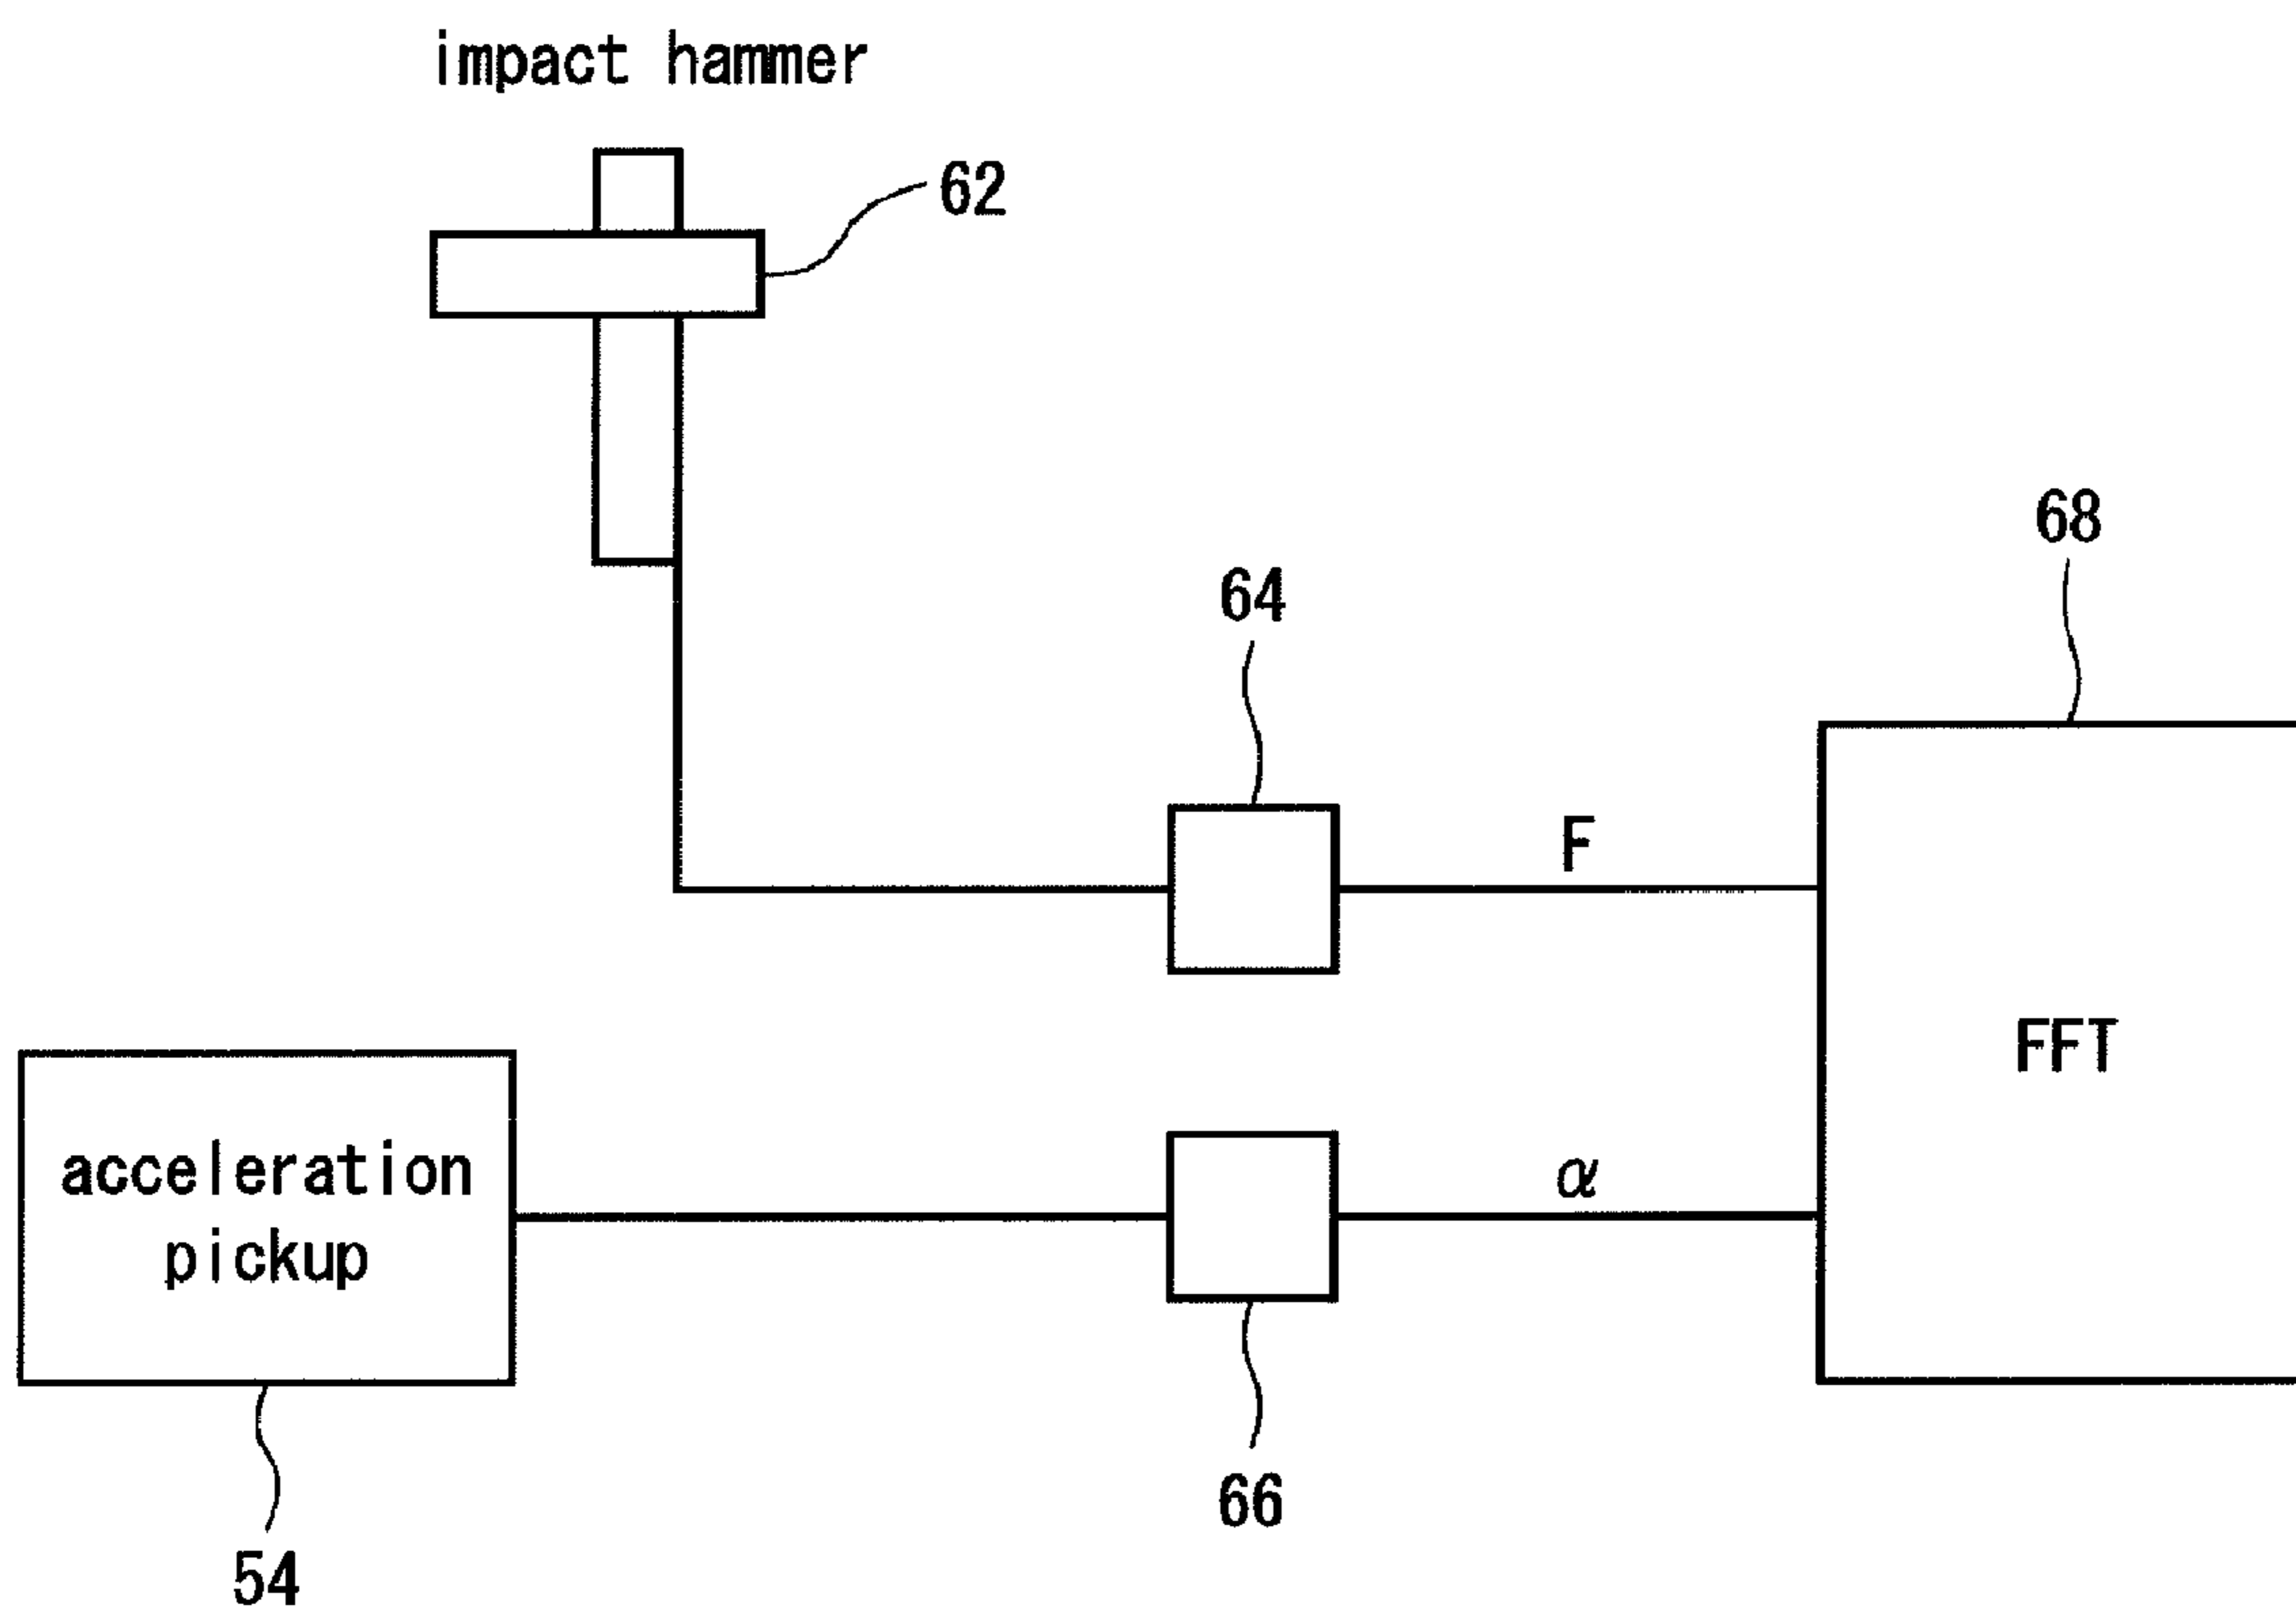 impact hammer
62
68
64
F
FFT
acceleration
pickup
α
66
54